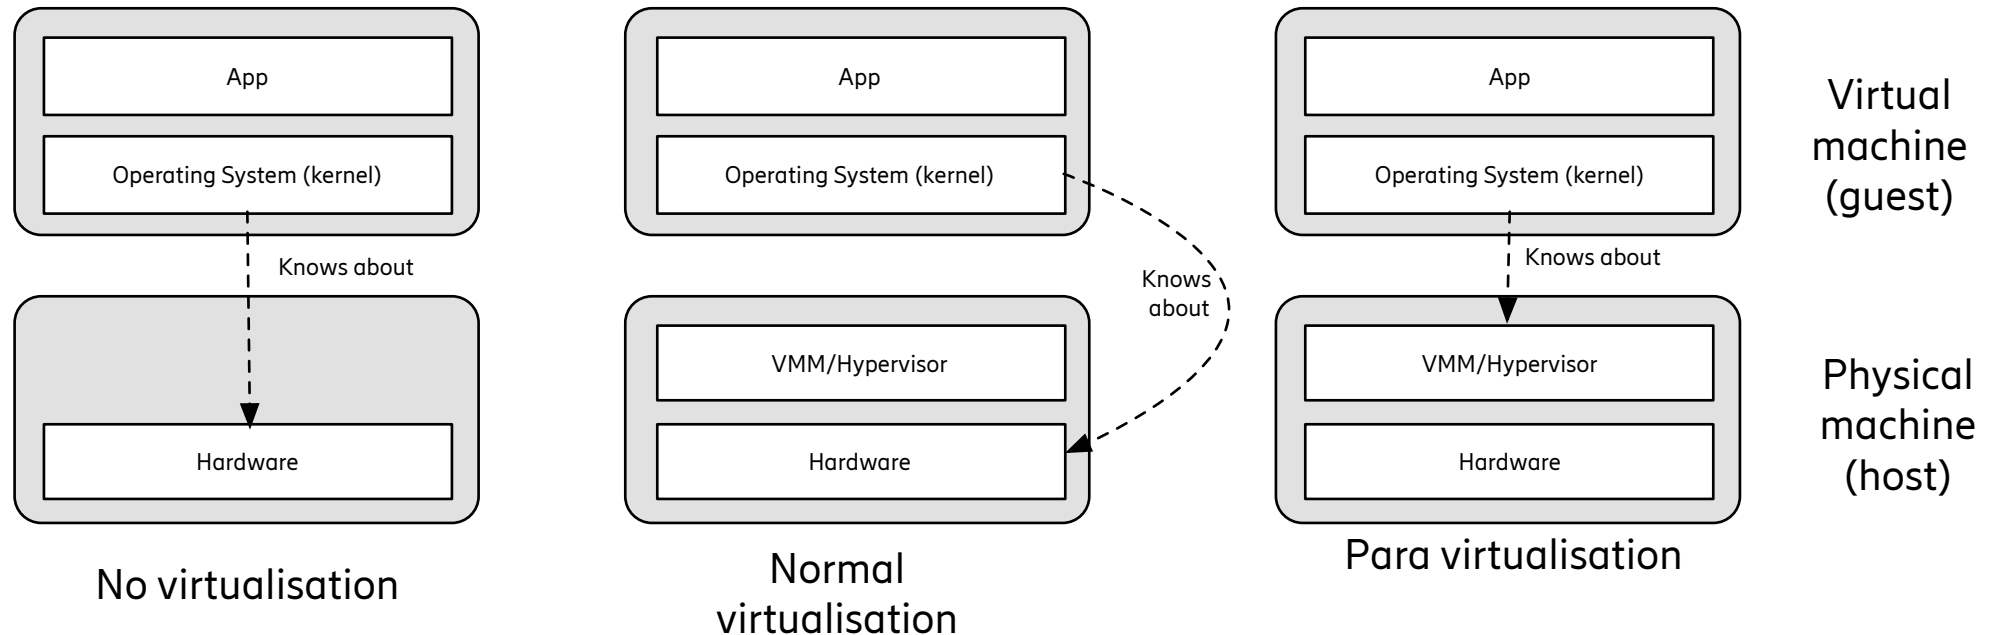 App
Operating System (kernel)
Knows about
Hardware
No virtualisation
App
Operating System (kernel)
Knows
about
VMM/Hypervisor
Hardware
Normal
virtualisation
App
Operating System (kernel)
Knows about
VMM/Hypervisor
Hardware
Para virtualisation
Virtual
machine
(guest)
Physical
machine
(host)